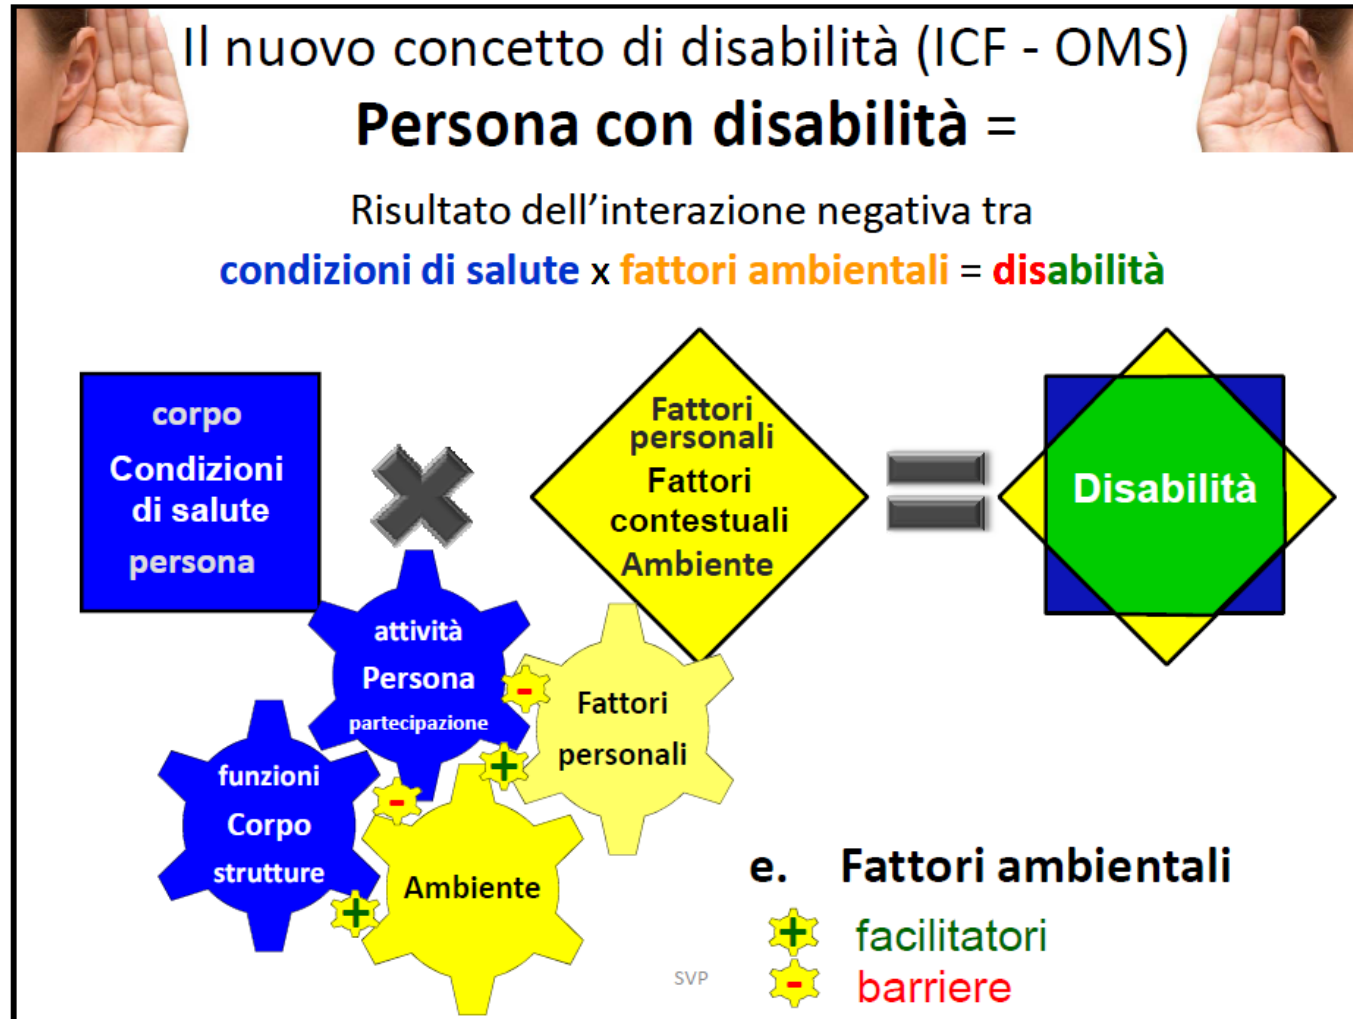 Il nuovo concetto di disabilità (ICF - OMS)
Persona con disabilità =
Risultato dell’interazione negativa tra
condizioni di salute x fattori ambientali = disabilità
corpo
Condizioni
di salute
persona
Fattori
personali
Fattori
contestuali
Ambiente
Disabilità
attività
Persona
partecipazione
-
Fattori
personali
+
funzioni
Corpo
strutture
-
Ambiente
+
e. Fattori ambientali
+ facilitatori
- barriere
SVP